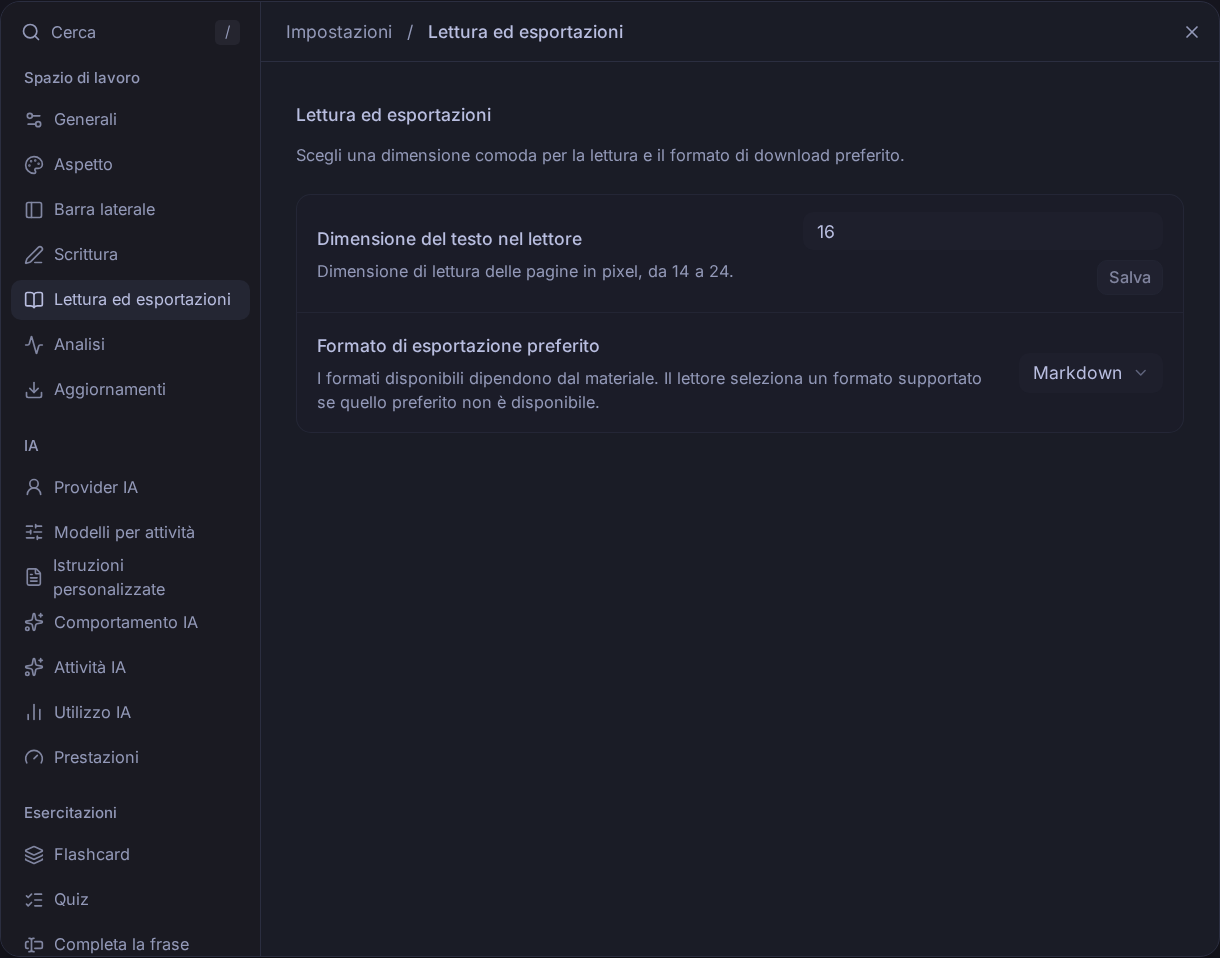 Cerca
/
Spazio di lavoro
Generali
Aspetto
Barra laterale
Scrittura
Lettura ed esportazioni
Analisi
Aggiornamenti
IA
Provider IA
Modelli per attività
Istruzioni
personalizzate
Comportamento IA
Attività IA
Utilizzo IA
Prestazioni
Esercitazioni
Flashcard
Quiz
Completa la frase
Impostazioni / Lettura ed esportazioni
Lettura ed esportazioni
Scegli una dimensione comoda per la lettura e il formato di download preferito.
Dimensione del testo nel lettore
Dimensione di lettura delle pagine in pixel, da 14 a 24.
16
Salva
Formato di esportazione preferito
I formati disponibili dipendono dal materiale. Il lettore seleziona un formato supportato
se quello preferito non è disponibile.
Markdown